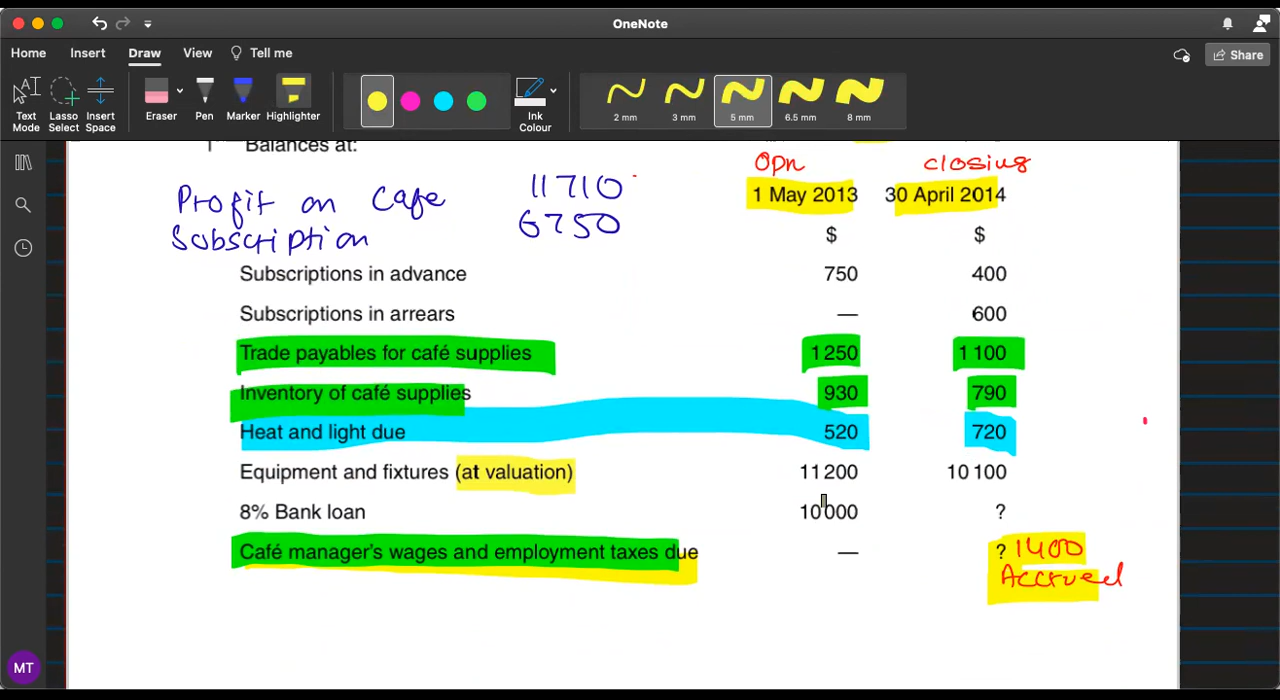 OneNote
Home Insert Draw View Tell me
Share
Text Mode
Lasso Select
Insert Space
Eraser
Pen
Marker
Highlighter
Ink Colour
2 mm
3 mm
5 mm
6.5 mm
8 mm
Balances at:
Opn closing
1 May 2013 30 April 2014
Profit on Cafe 11710
Subscription 6750
$ $
Subscriptions in advance 750 400
Subscriptions in arrears — 600
Trade payables for café supplies 1 250 1 100
Inventory of café supplies 930 790
Heat and light due 520 720
Equipment and fixtures (at valuation) 11 200 10 100
8% Bank loan 10 000 ?
Café manager's wages and employment taxes due — ? 1400
Accrued
MT